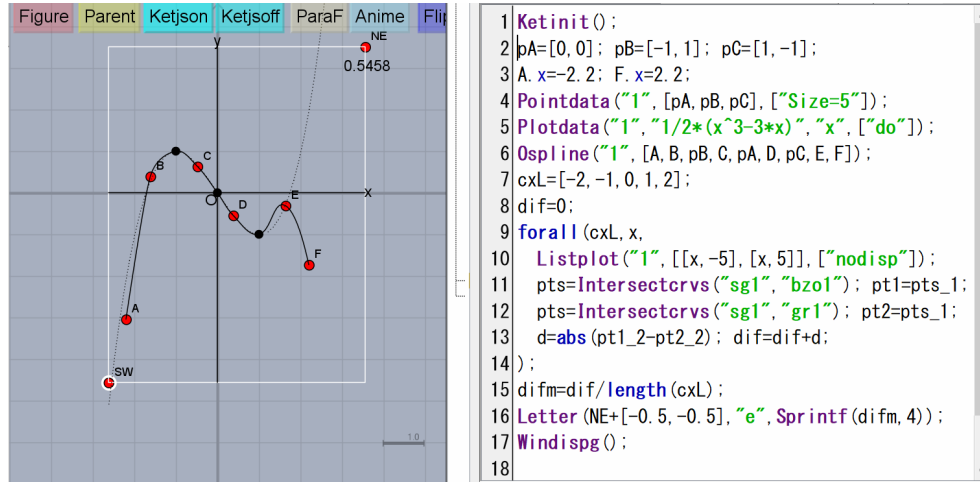 Figure Parent Ketjson Ketjsoff ParaF Anime Fli
y
NE
0.5458
C
B
x
O
D
E
F
A
SW
1.0
1 Ketinit();
2 pA=[0,0]; pB=[-1,1]; pC=[1,-1];
3 A.x=-2.2; F.x=2.2;
4 Pointdata("1",[pA,pB,pC],["Size=5"]);
5 Plotdata("1","1/2*(x^3-3*x)","x",["do"]);
6 Ospline("1",[A,B,pB,C,pA,D,pC,E,F]);
7 cxL=[-2,-1,0,1,2];
8 dif=0;
9 forall(cxL,x,
10 Listplot("1",[[x,-5],[x,5]],["nodisp"]);
11 pts=Intersectcrvs("sg1","bzo1"); pt1=pts_1;
12 pts=Intersectcrvs("sg1","gr1"); pt2=pts_1;
13 d=abs(pt1_2-pt2_2); dif=dif+d;
14 );
15 difm=dif/length(cxL);
16 Letter(NE+[-0.5,-0.5],"e",Sprintf(difm,4));
17 Windispg();
18